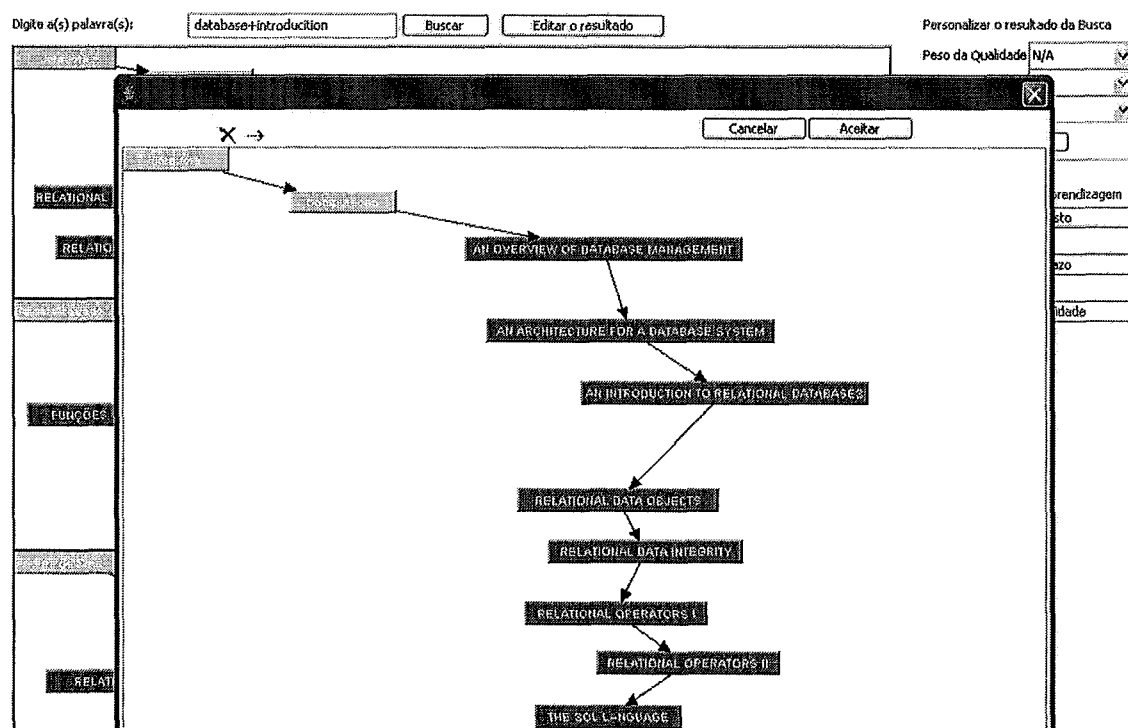 Digite a(s) palavra(s):
database+introducition
Buscar
Editar o resultado
Personalizar o resultado da Busca
Peso da Qualidade
N/A
Cancelar
Aceitar
RELATIONAL
RELATIO
FUNÇÕES
RELATI
AN OVERVIEW OF DATABASE MANAGEMENT
AN ARCHITECTURE FOR A DATABASE SYSTEM
AN INTRODUCTION TO RELATIONAL DATABASES
RELATIONAL DATA OBJECTS
RELATIONAL DATA INTEGRITY
RELATIONAL OPERATORS I
RELATIONAL OPERATORS II
THE SQL LANGUAGE
prendizagem
sto
azo
idade